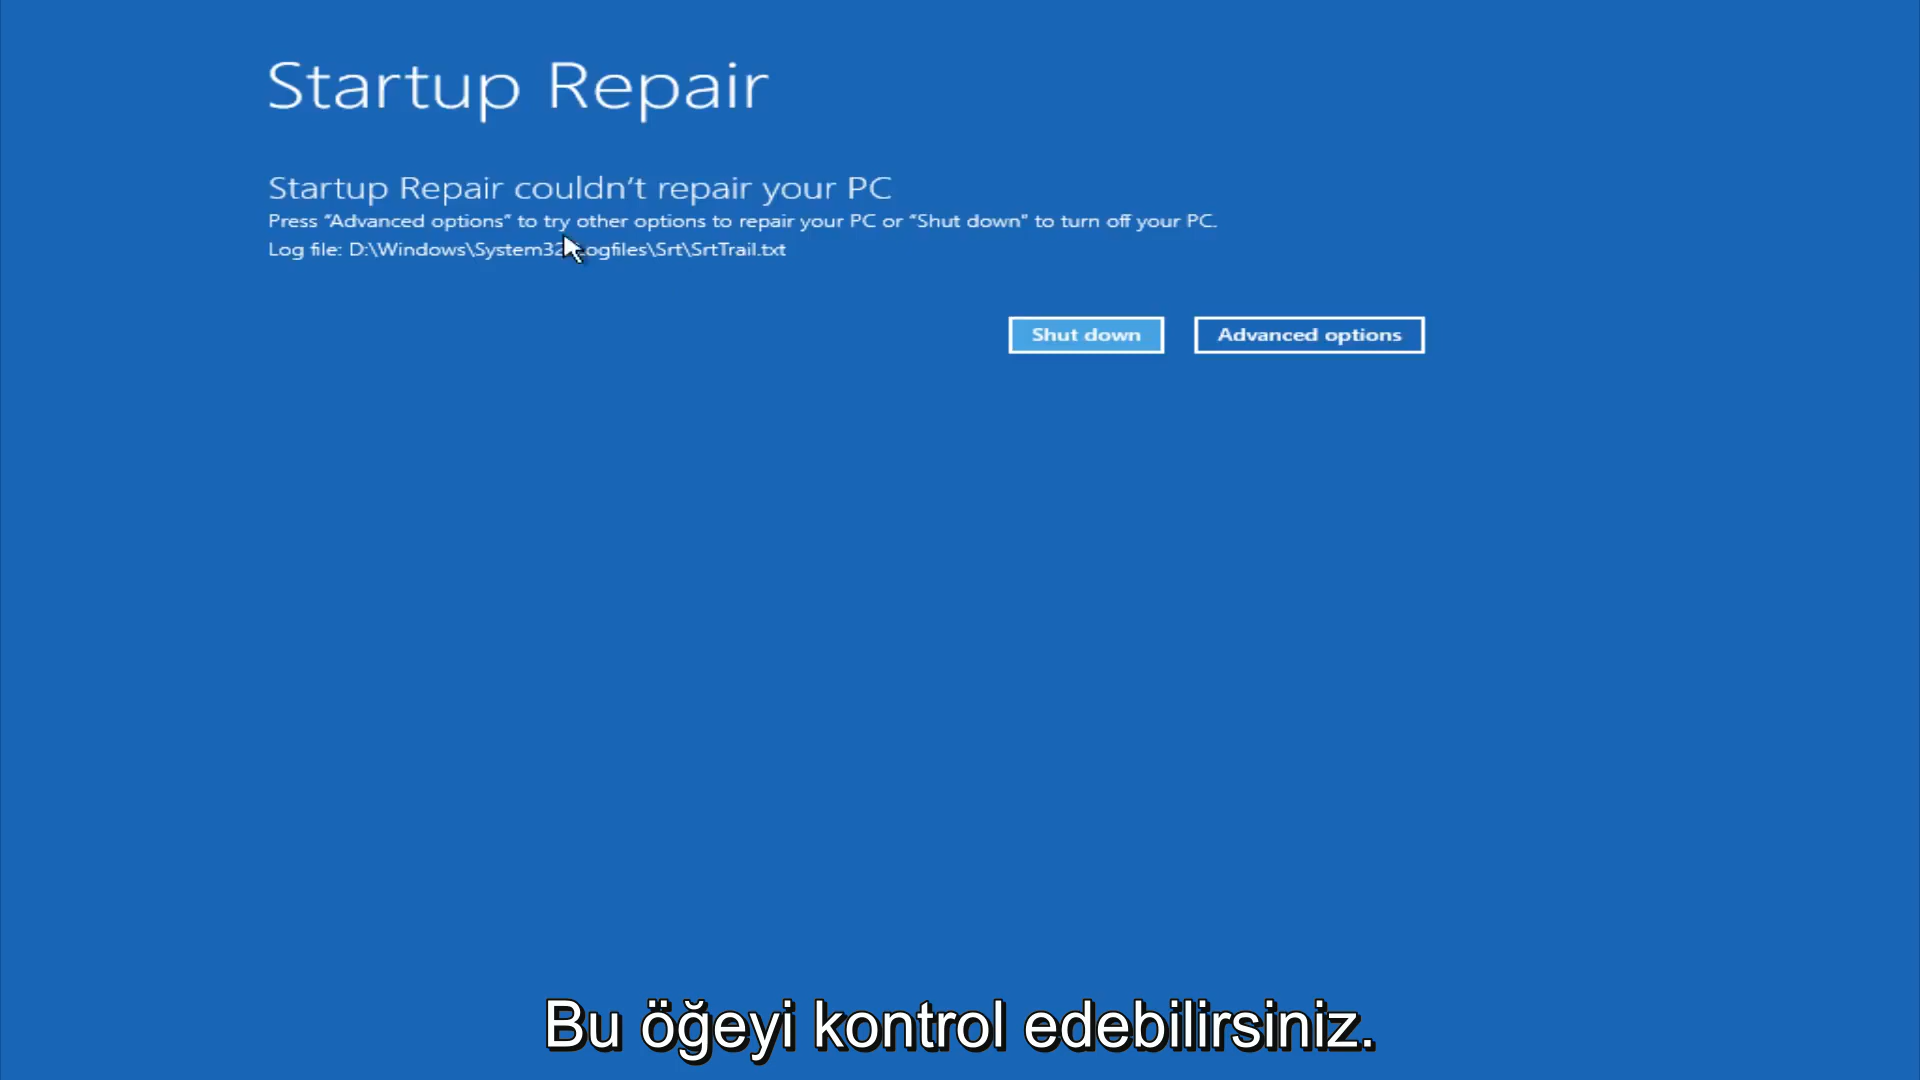 Startup Repair
Startup Repair couldn't repair your PC
Press “Advanced options” to try other options to repair your PC or “Shut down” to turn off your PC.
Log file: D:\Windows\System32\Logfiles\Srt\SrtTrail.txt
Shut down
Advanced options
Bu öğeyi kontrol edebilirsiniz.